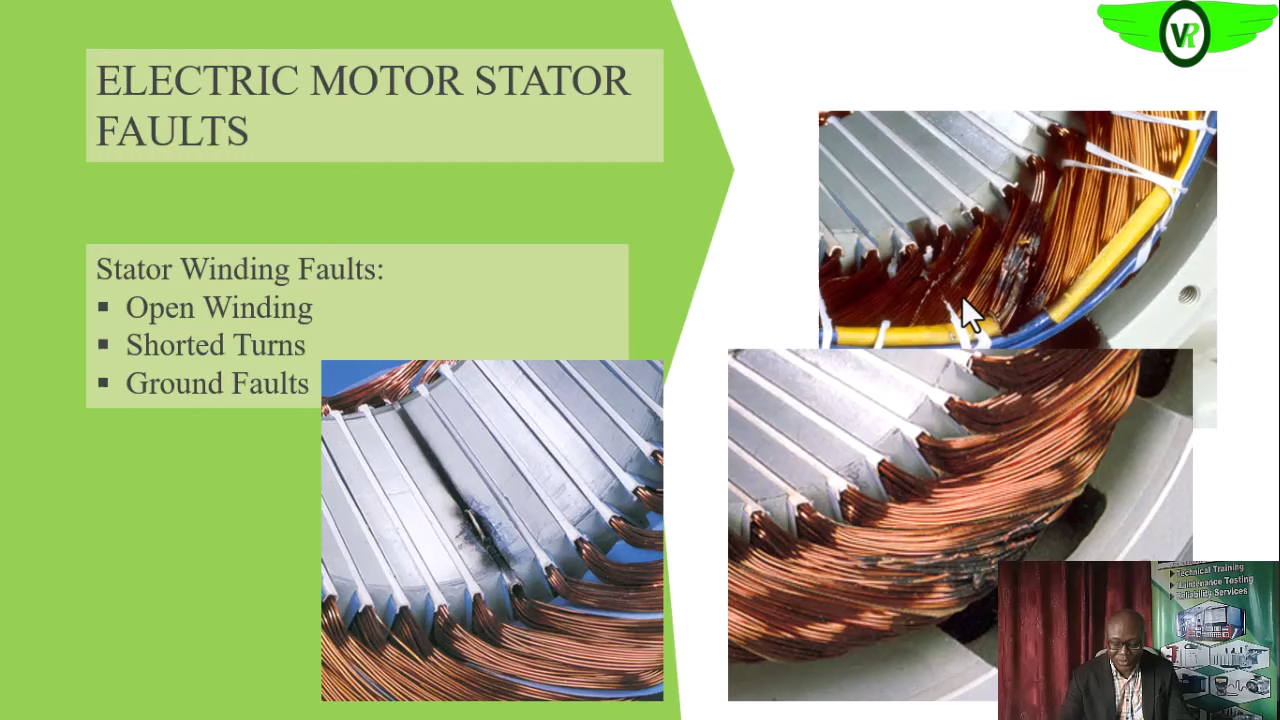 VR
ELECTRIC MOTOR STATOR
FAULTS
Stator Winding Faults:
▪ Open Winding
▪ Shorted Turns
▪ Ground Faults
Technical Training
Maintenance Testing
Reliability Services